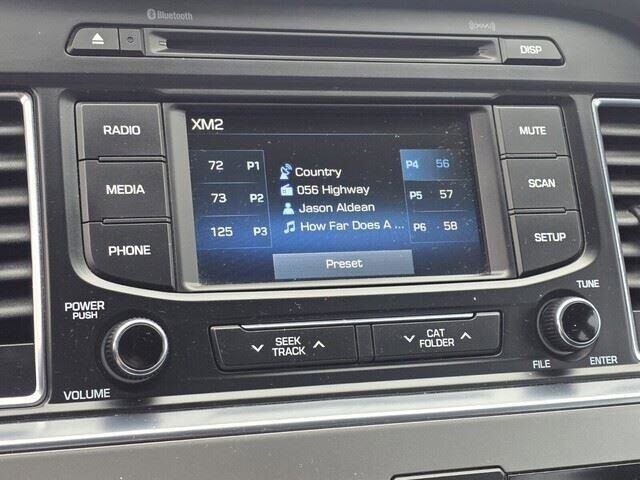 Bluetooth
(XM)
DISP
RADIO
MEDIA
PHONE
XM2
72 P1
73 P2
125 P3
Country
056 Highway
Jason Aldean
How Far Does A ...
P4 56
P5 57
P6 58
Preset
MUTE
SCAN
SETUP
POWER
PUSH
VOLUME
SEEK
TRACK
CAT
FOLDER
TUNE
FILE
ENTER